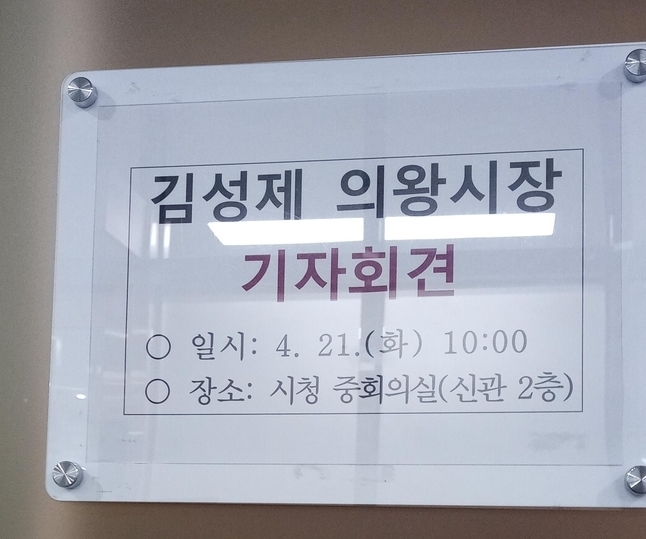 김성제 의왕시장
기자회견
○ 일시: 4. 21.(화) 10:00
○ 장소: 시청 중회의실(신관 2층)